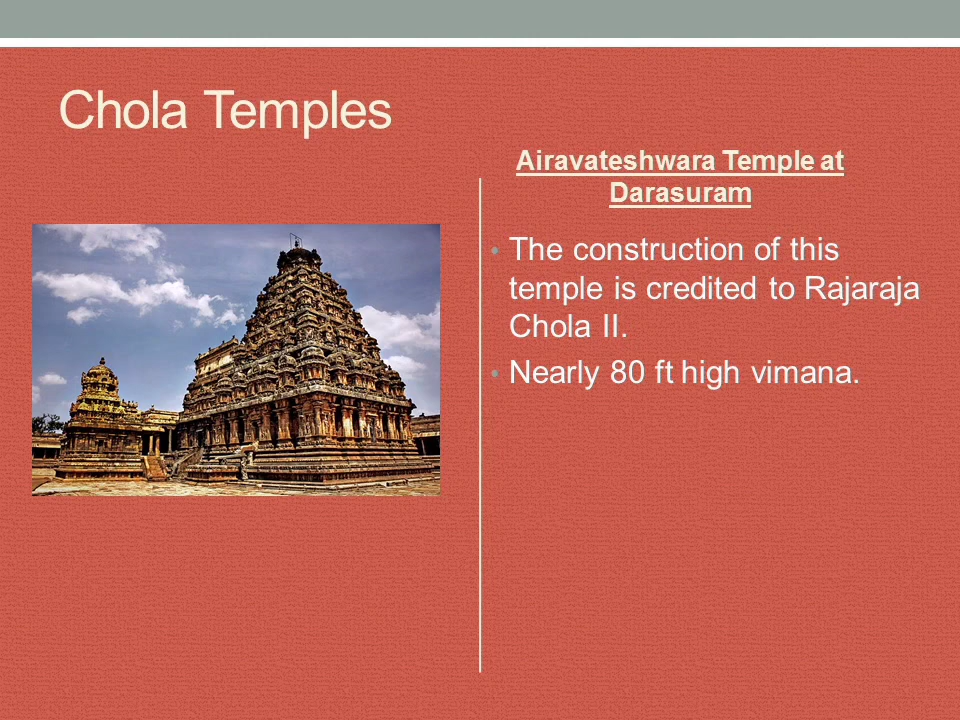 Chola Temples
Airavateshwara Temple at
Darasuram
• The construction of this
temple is credited to Rajaraja
Chola II.
• Nearly 80 ft high vimana.